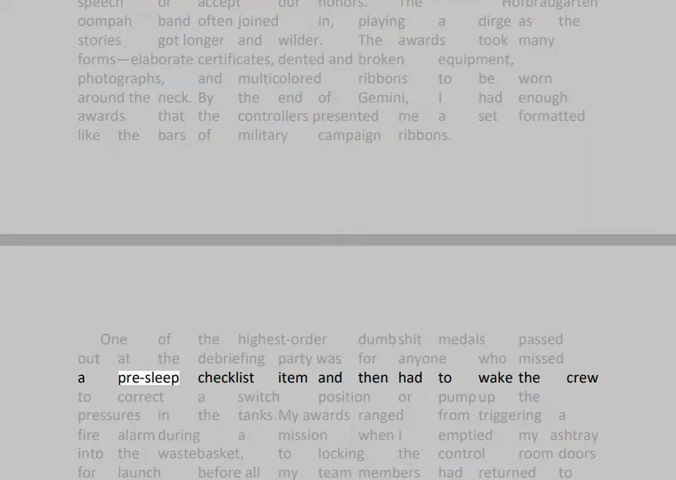 speech or accept our honors. The Hofbraugarten
oompah band often joined in, playing a dirge as the
stories got longer and wilder. The awards took many
forms—elaborate certificates, dented and broken equipment,
photographs, and multicolored ribbons to be worn
around the neck. By the end of Gemini, I had enough
awards that the controllers presented me a set formatted
like the bars of military campaign ribbons.
One of the highest-order dumbshit medals passed
out at the debriefing party was for anyone who missed
a pre-sleep checklist item and then had to wake the crew
to correct a switch position or pump up the
pressures in the tanks. My awards ranged from triggering a
fire alarm during a mission when I emptied my ashtray
into the wastebasket, to locking the control room doors
for launch before all my team members had returned to